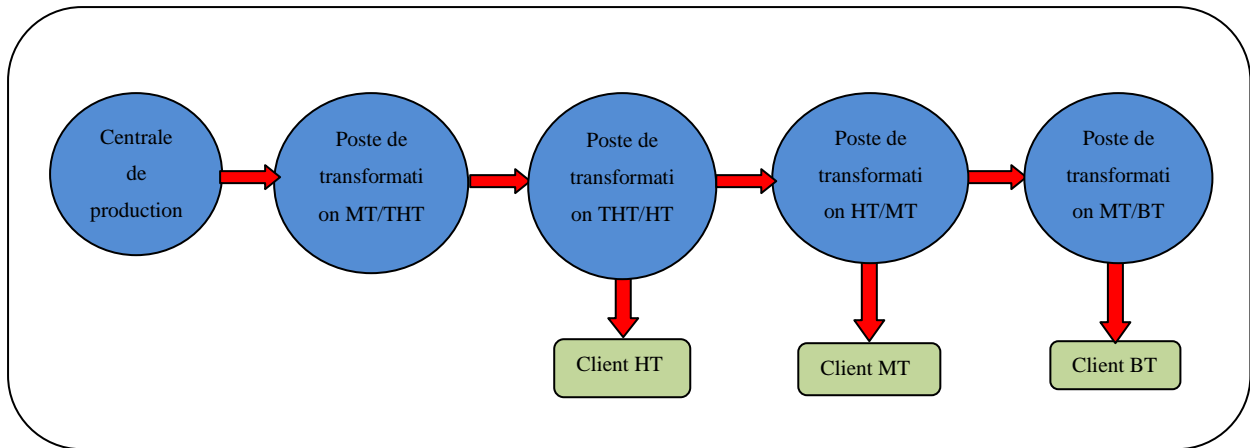 Centrale
de
production
Poste de
transformati
on MT/THT
Poste de
transformati
on THT/HT
Poste de
transformati
on HT/MT
Poste de
transformati
on MT/BT
Client HT
Client MT
Client BT